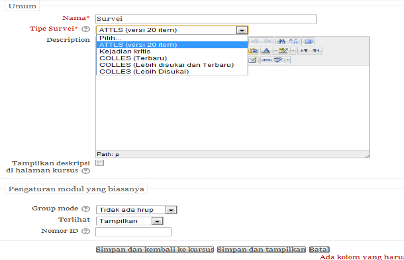 Umum
Nama* Survei
Tipe Survei* ATTLS (versi 20 item)
Pilih...
ATTLS (versi 20 item)
Kejadian kritis
COLLES (Terbaru)
COLLES (Lebih disukai dan Terbaru)
COLLES (Lebih Disukai)
Description
Path: p
Tampilkan deskripsi
di halaman kursus
Pengaturan modul yang biasanya
Group mode Tidak ada grup
Terlihat Tampilkan
Nomor ID
Simpan dan kembali ke kursus Simpan dan tampilkan Batal
Ada kolom yang haru